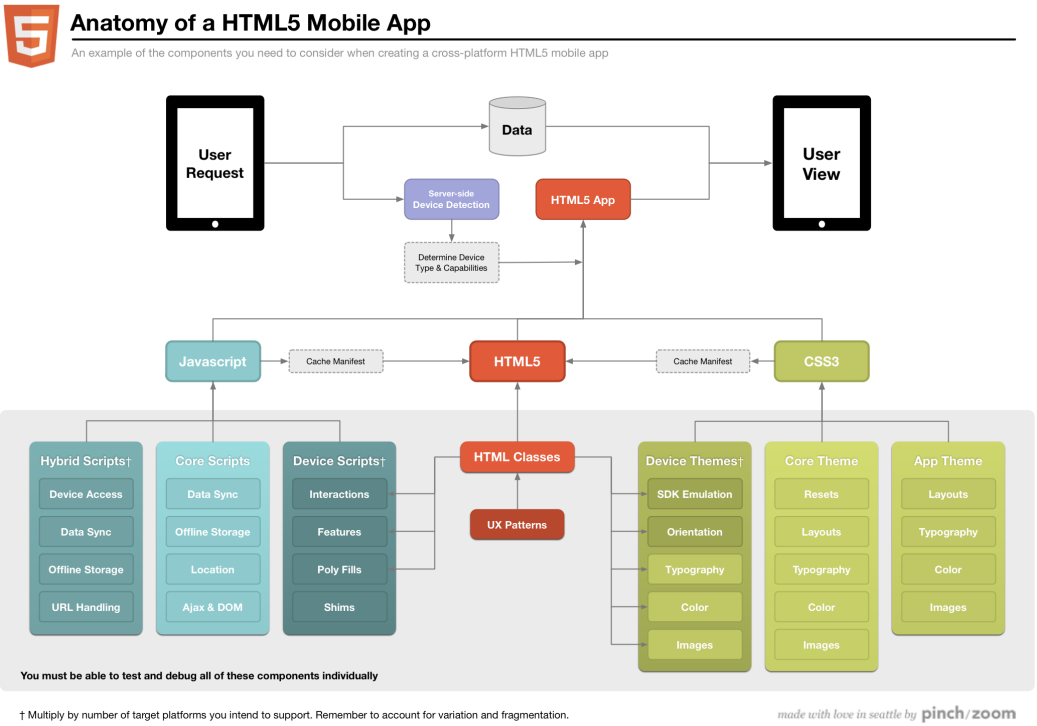 5
Anatomy of a HTML5 Mobile App
An example of the components you need to consider when creating a cross-platform HTML5 mobile app
User
Request
Data
User
View
Server-side
Device Detection
HTML5 App
Determine Device
Type & Capabilities
Javascript
Cache Manifest
HTML5
Cache Manifest
CSS3
Hybrid Scripts†
Device Access
Data Sync
Offline Storage
URL Handling
Core Scripts
Data Sync
Offline Storage
Location
Ajax & DOM
Device Scripts†
Interactions
Features
Poly Fills
Shims
HTML Classes
UX Patterns
Device Themes†
SDK Emulation
Orientation
Typography
Color
Images
Core Theme
Resets
Layouts
Typography
Color
Images
App Theme
Layouts
Typography
Color
Images
You must be able to test and debug all of these components individually
† Multiply by number of target platforms you intend to support. Remember to account for variation and fragmentation.
made with love in seattle by pinch/zoom